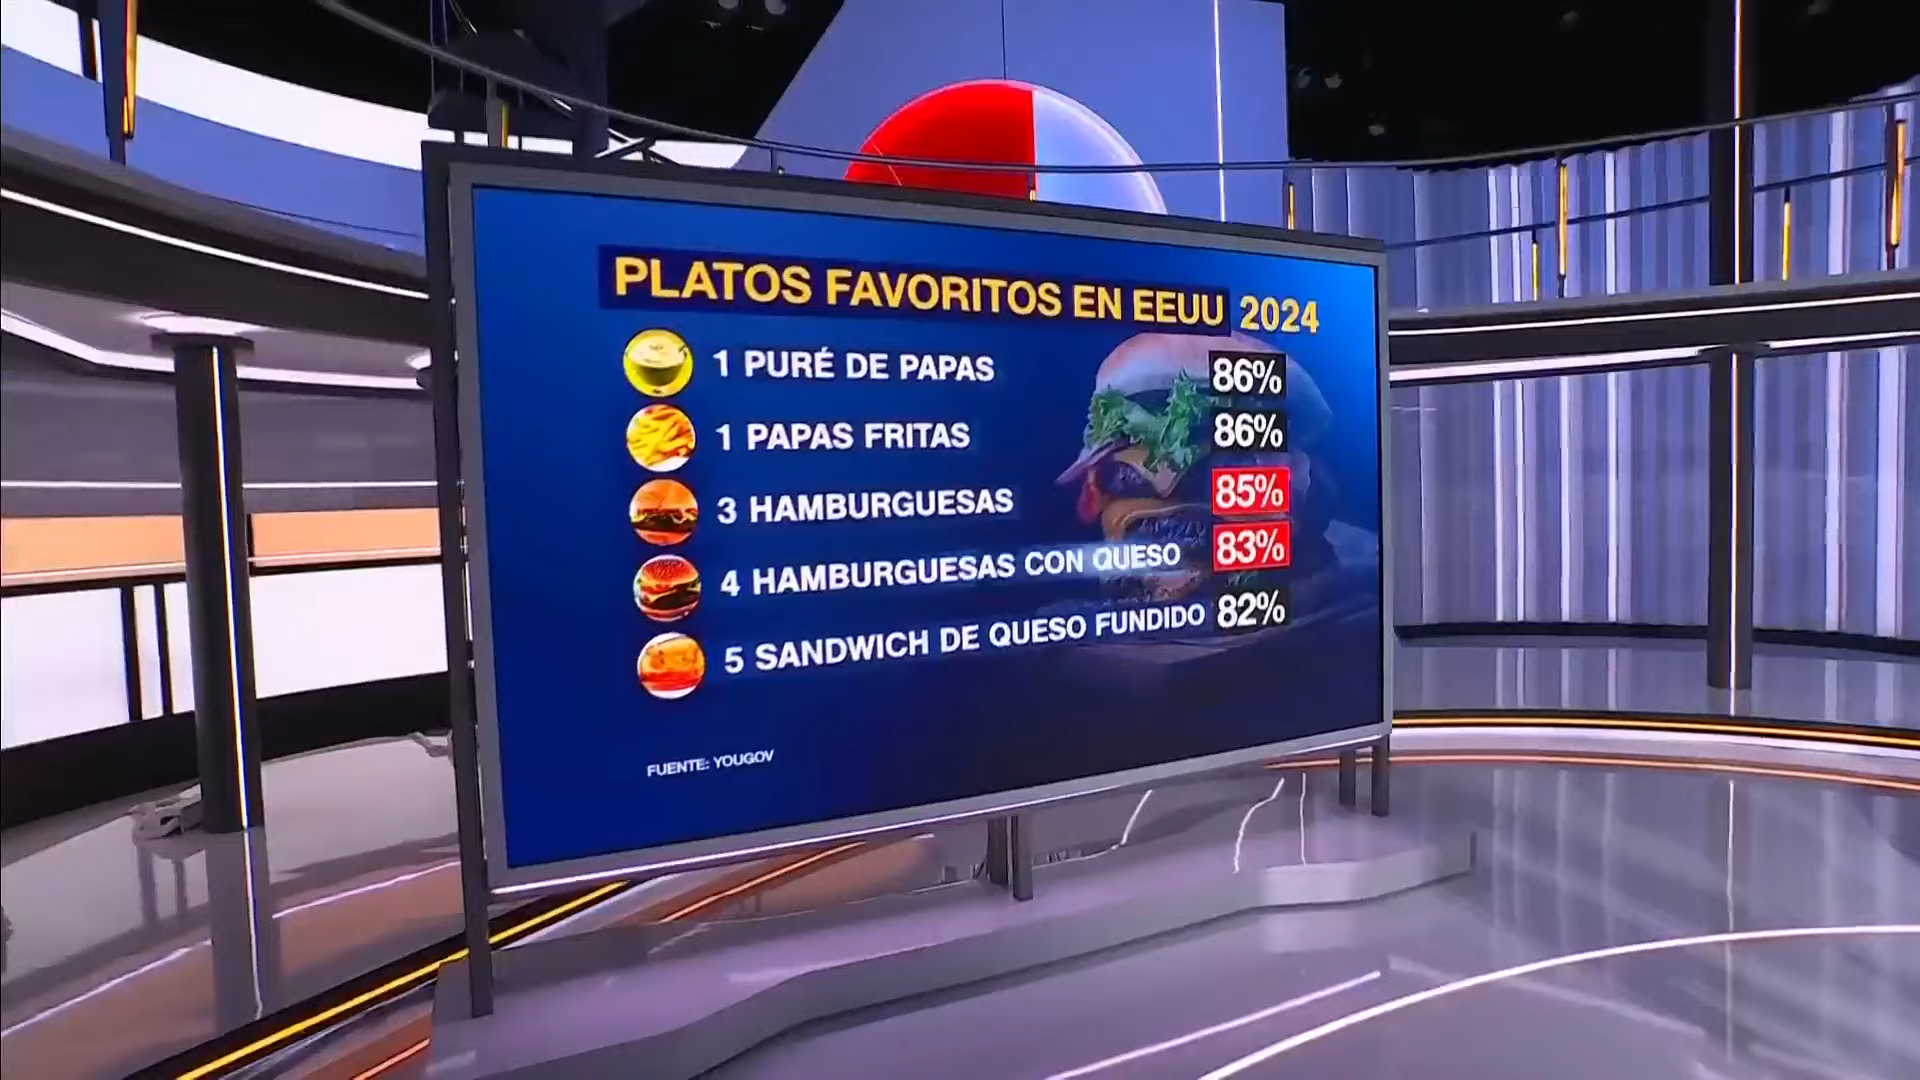 PLATOS FAVORITOS EN EEUU 2024
1 PURÉ DE PAPAS 86%
1 PAPAS FRITAS 86%
3 HAMBURGUESAS 85%
4 HAMBURGUESAS CON QUESO 83%
5 SANDWICH DE QUESO FUNDIDO 82%
FUENTE: YOUGOV